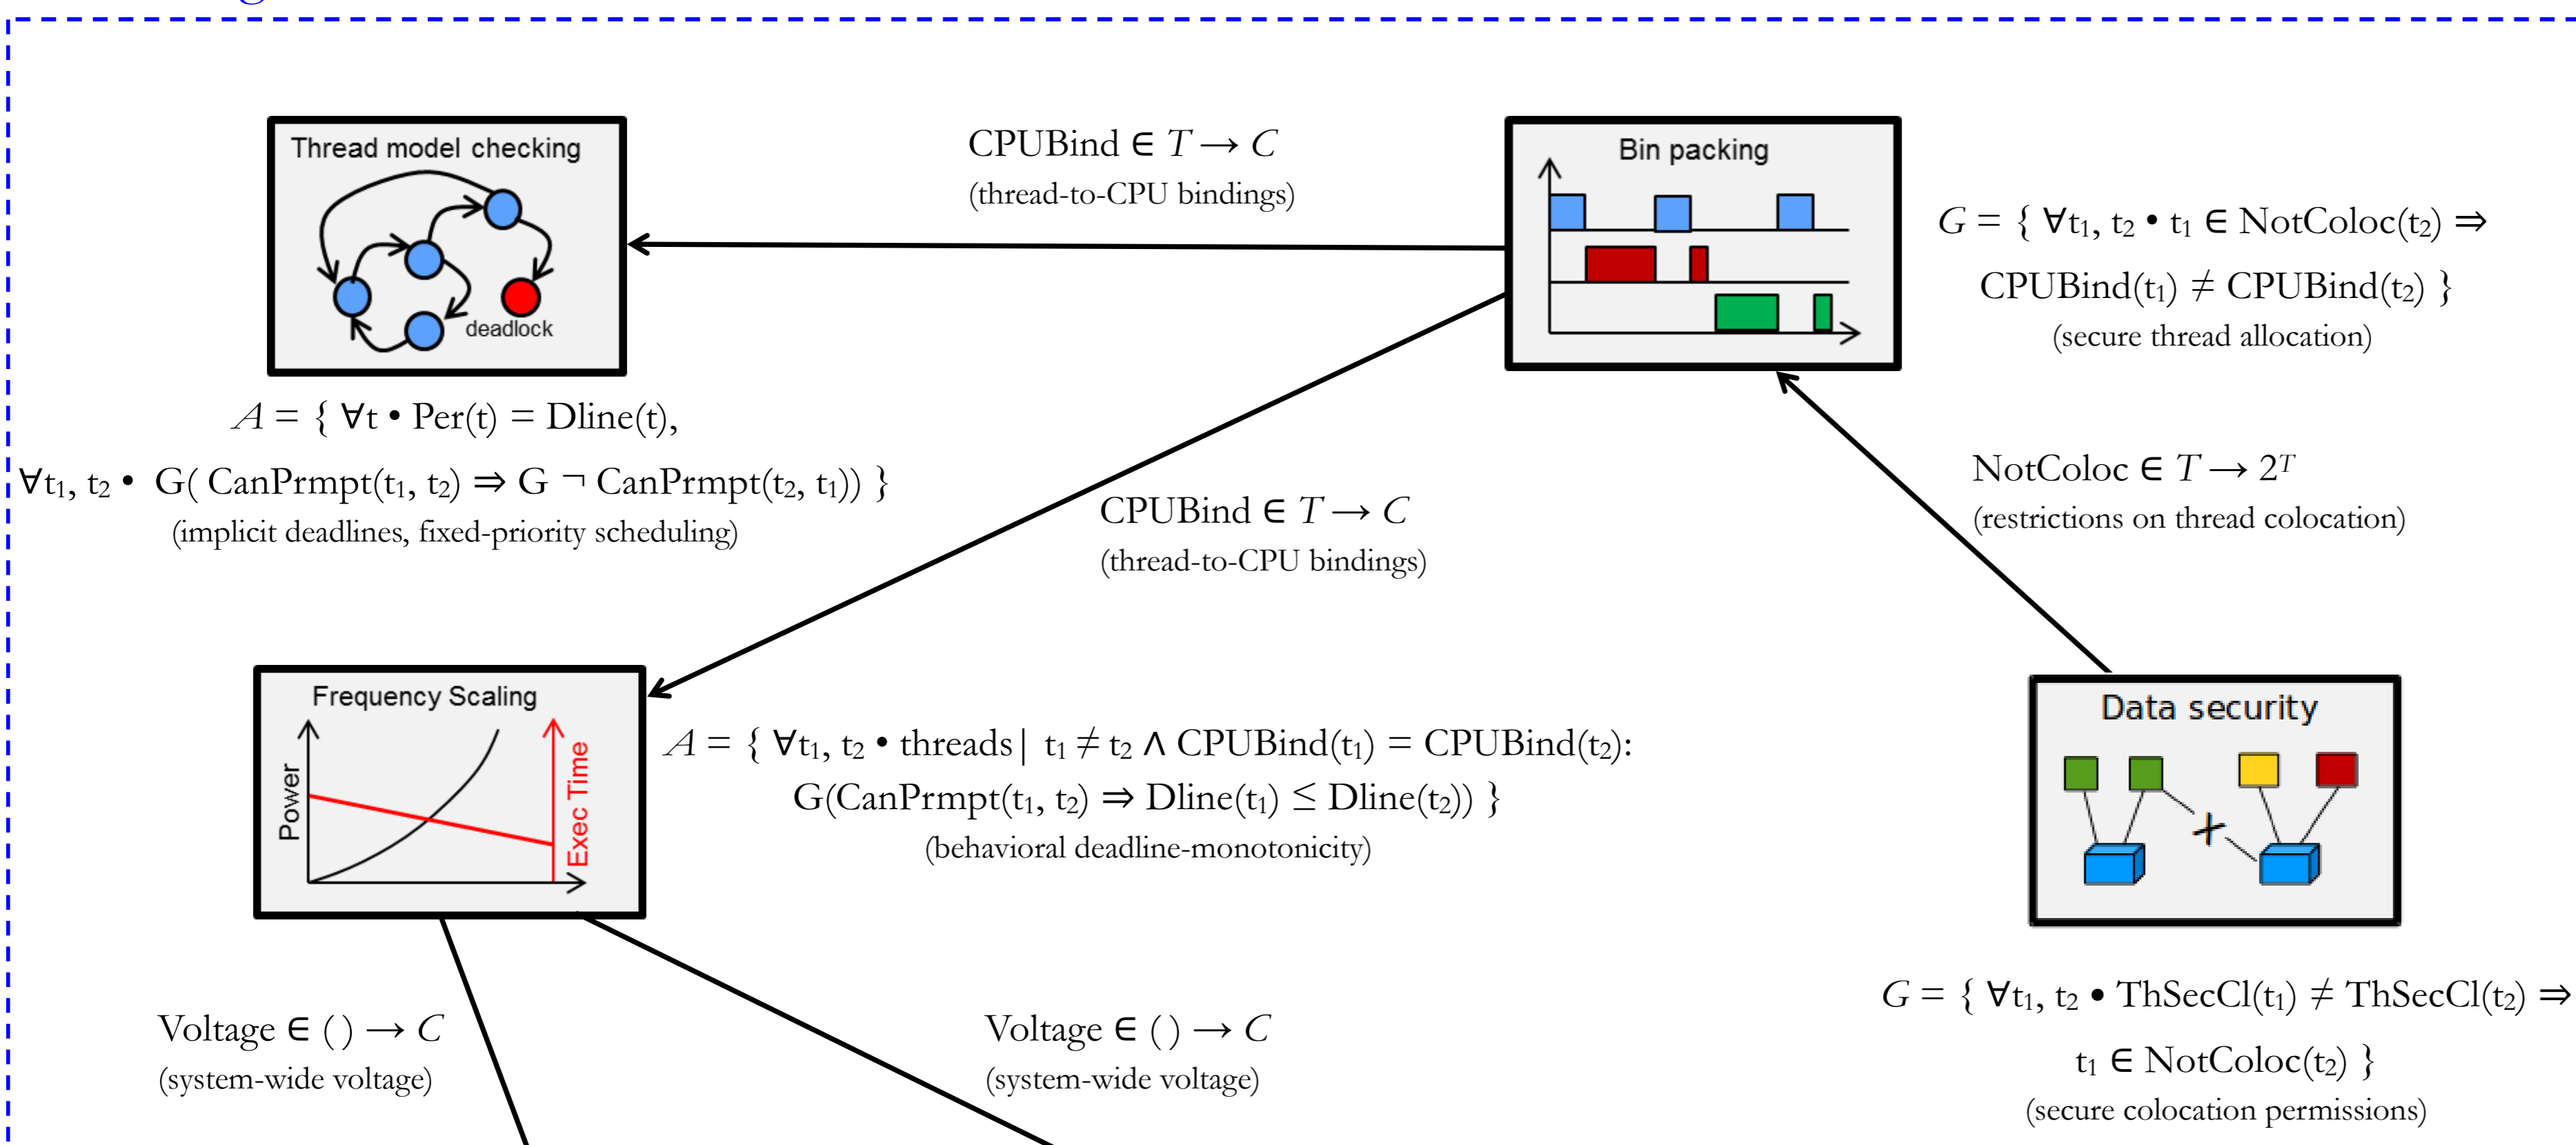 Thread model checking
deadlock
CPUBind ∈ T → C
(thread-to-CPU bindings)
Bin packing
G = { ∀t₁, t₂ • t₁ ∈ NotColoc(t₂) ⇒
CPUBind(t₁) ≠ CPUBind(t₂) }
(secure thread allocation)
A = { ∀t • Per(t) = Dline(t),
∀t₁, t₂ • G( CanPrmpt(t₁, t₂) ⇒ G ¬ CanPrmpt(t₂, t₁)) }
(implicit deadlines, fixed-priority scheduling)
CPUBind ∈ T → C
(thread-to-CPU bindings)
NotColoc ∈ T → 2ᵀ
(restrictions on thread colocation)
Frequency Scaling
Power
Exec Time
A = { ∀t₁, t₂ • threads| t₁ ≠ t₂ ∧ CPUBind(t₁) = CPUBind(t₂):
G(CanPrmpt(t₁, t₂) ⇒ Dline(t₁) ≤ Dline(t₂)) }
(behavioral deadline-monotonicity)
Data security
Voltage ∈ ( ) → C
(system-wide voltage)
Voltage ∈ ( ) → C
(system-wide voltage)
G = { ∀t₁, t₂ • ThSecCl(t₁) ≠ ThSecCl(t₂) ⇒
t₁ ∈ NotColoc(t₂) }
(secure colocation permissions)